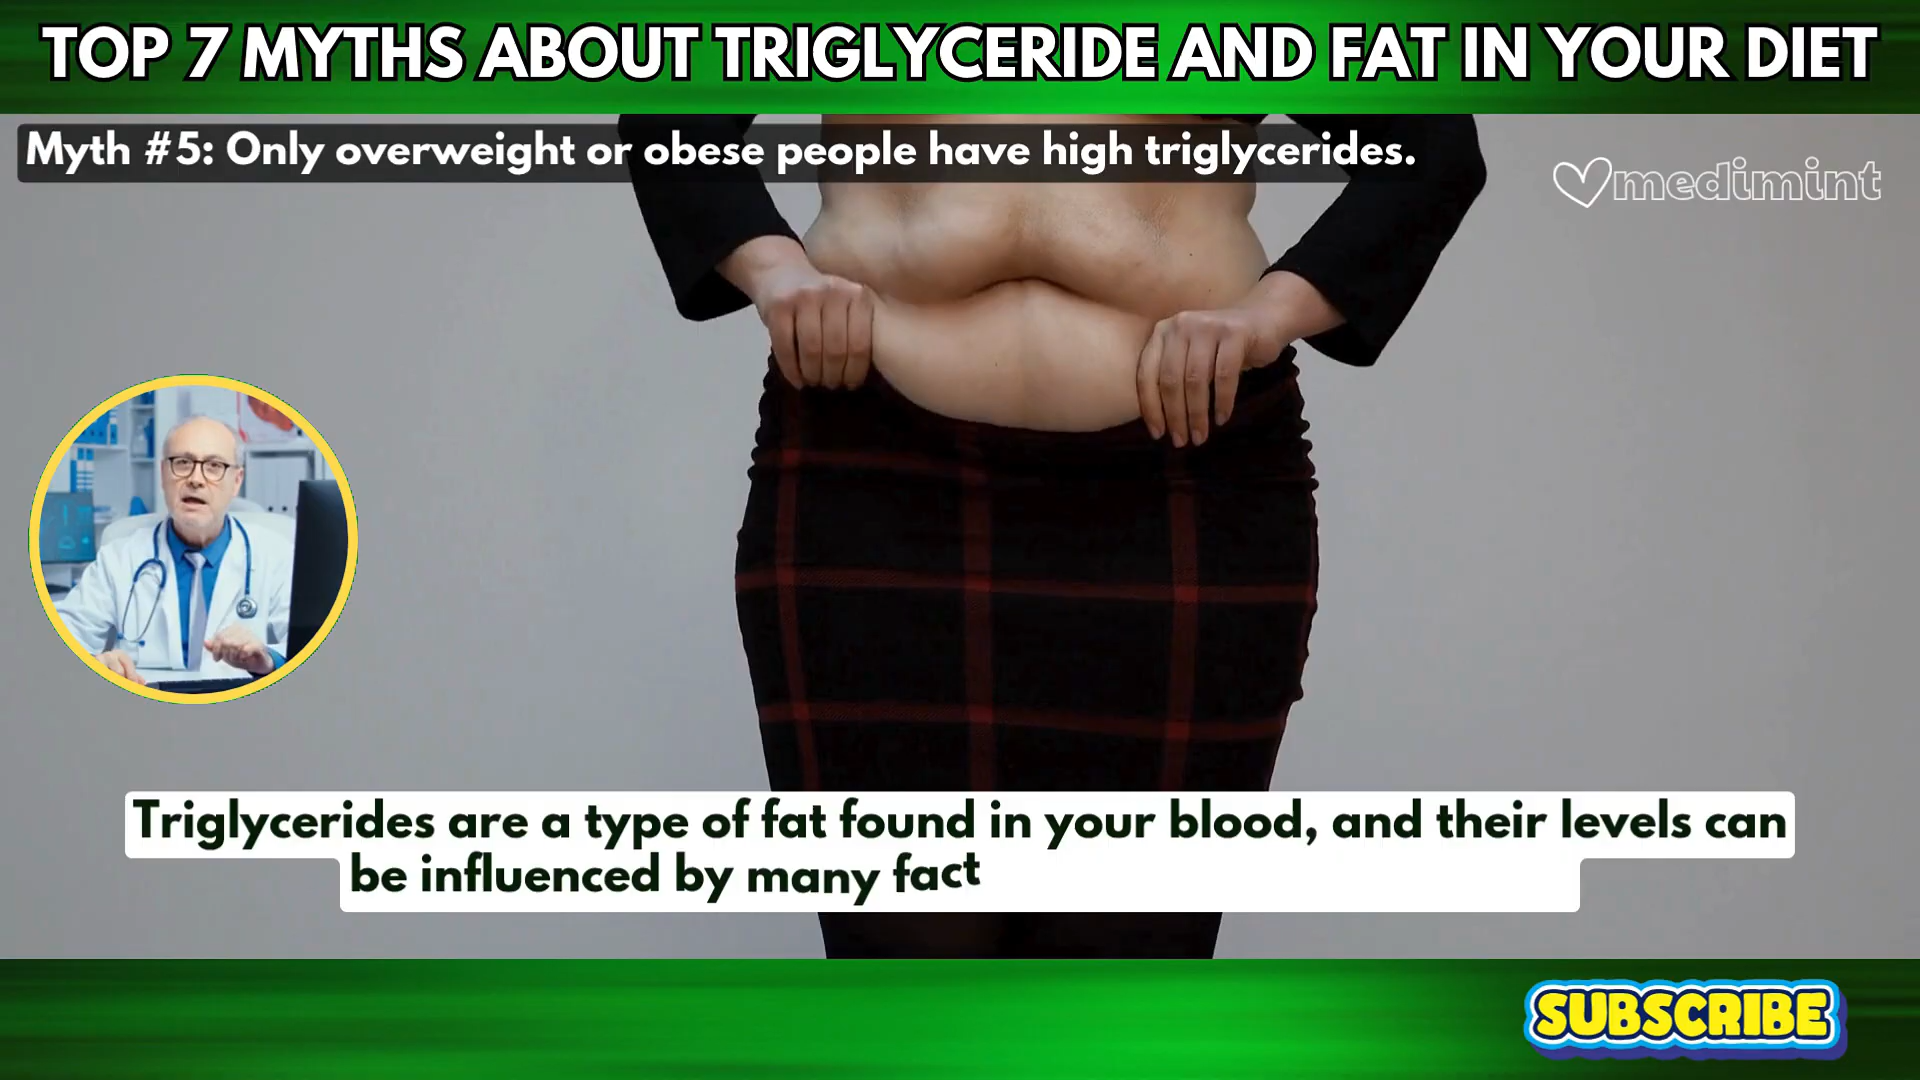 TOP 7 MYTHS ABOUT TRIGLYCERIDE AND FAT IN YOUR DIET
Myth #5: Only overweight or obese people have high triglycerides.
medimint
Triglycerides are a type of fat found in your blood, and their levels can
be influenced by many fact
SUBSCRIBE